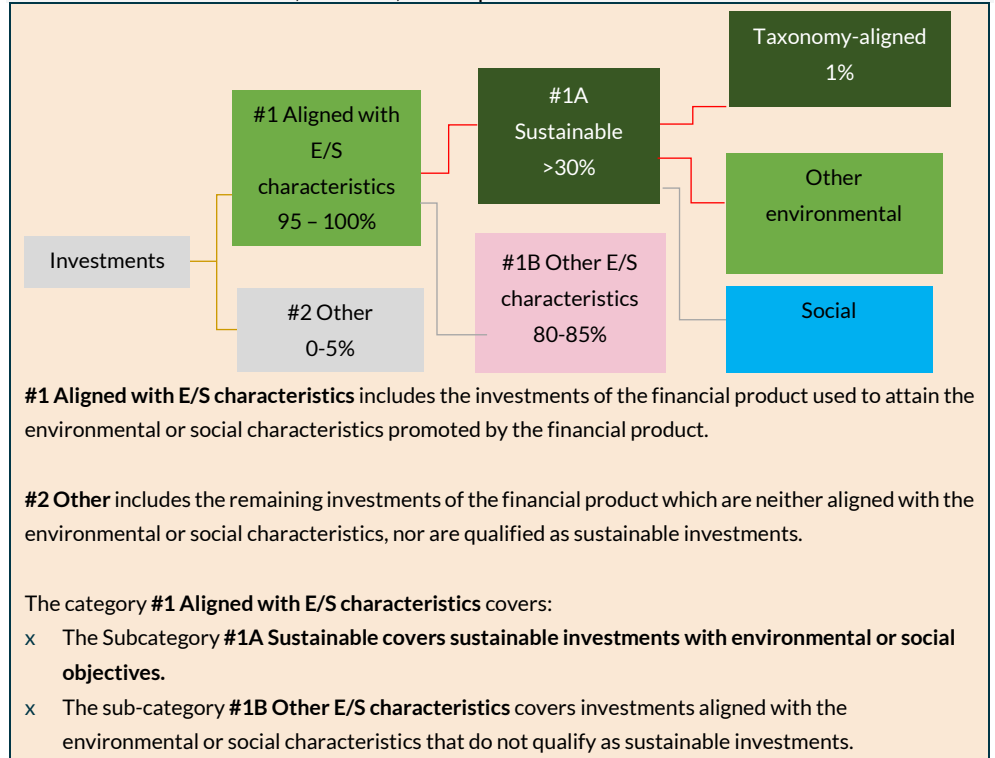 Taxonomy-aligned
1%
#1A
Sustainable
>30%
#1 Aligned with
E/S
characteristics
95 – 100%
Other
environmental
Investments
#1B Other E/S
characteristics
80-85%
#2 Other
0-5%
Social
#1 Aligned with E/S characteristics includes the investments of the financial product used to attain the
environmental or social characteristics promoted by the financial product.
#2 Other includes the remaining investments of the financial product which are neither aligned with the
environmental or social characteristics, nor are qualified as sustainable investments.
The category #1 Aligned with E/S characteristics covers:
x The Subcategory #1A Sustainable covers sustainable investments with environmental or social
objectives.
x The sub-category #1B Other E/S characteristics covers investments aligned with the
environmental or social characteristics that do not qualify as sustainable investments.